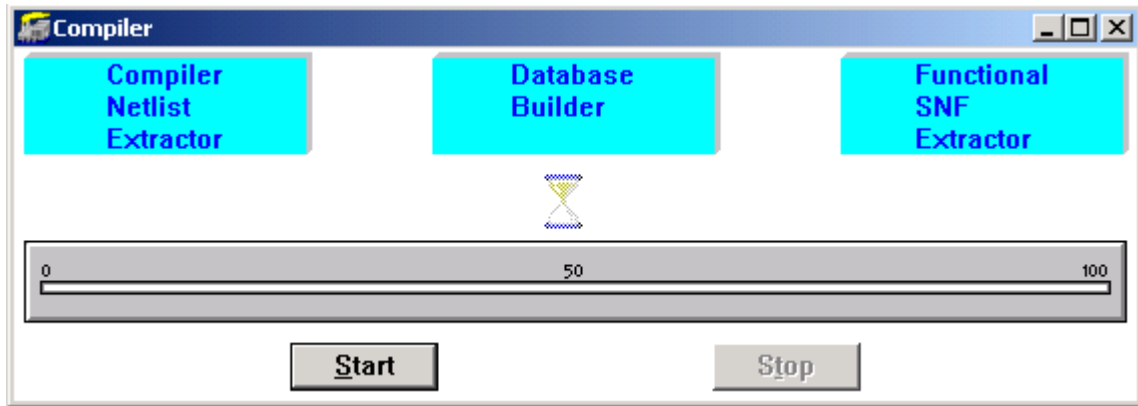 Compiler
Compiler
Netlist
Extractor
Database
Builder
Functional
SNF
Extractor
0 50 100
Start Stop